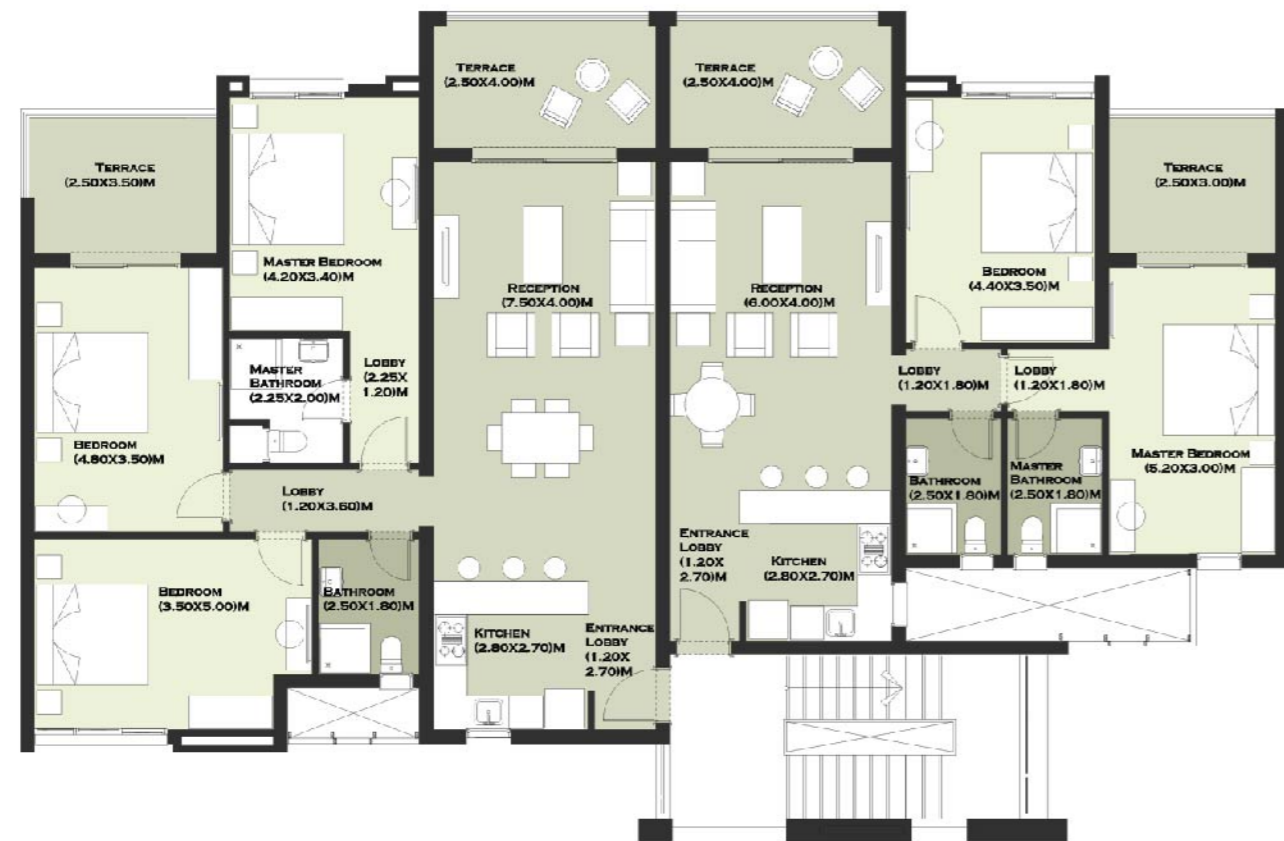 TERRACE
(2.50X4.00)M
TERRACE
(2.50X4.00)M
TERRACE
(2.50X3.50)M
TERRACE
(2.50X3.00)M
MASTER BEDROOM
(4.20X3.40)M
BEDROOM
(4.40X3.50)M
RECEPTION
(7.50X4.00)M
RECEPTION
(6.00X4.00)M
MASTER
BATHROOM
(2.25X2.00)M
LOBBY
(2.25X
1.20)M
LOBBY
(1.20X1.80)M
LOBBY
(1.20X1.80)M
BEDROOM
(4.80X3.50)M
MASTER BEDROOM
(5.20X3.00)M
BATHROOM
(2.50X1.80)M
MASTER
BATHROOM
(2.50X1.80)M
LOBBY
(1.20X3.60)M
ENTRANCE
LOBBY
(1.20X
2.70)M
KITCHEN
(2.80X2.70)M
BEDROOM
(3.50X5.00)M
BATHROOM
(2.50X1.80)M
KITCHEN
(2.80X2.70)M
ENTRANCE
LOBBY
(1.20X
2.70)M